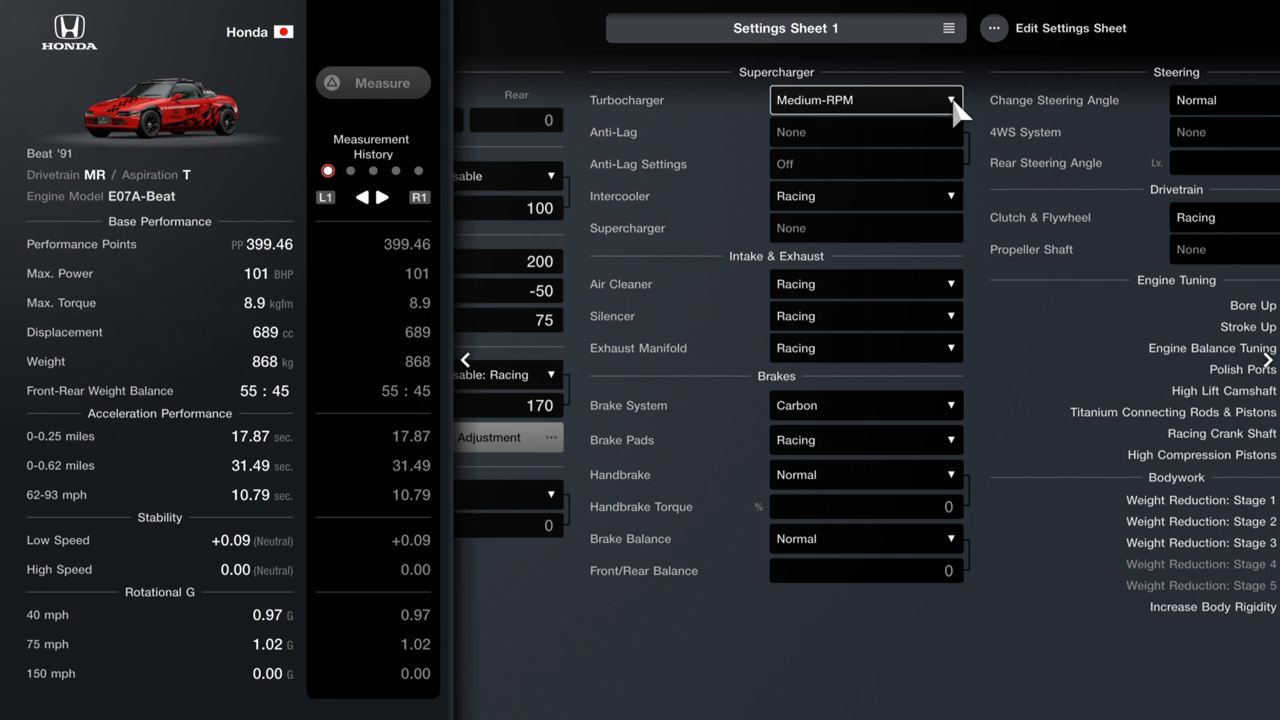 HONDA
Honda
Beat '91
Drivetrain MR / Aspiration T
Engine Model E07A-Beat
Base Performance
Performance Points PP 399.46
Max. Power 101 BHP
Max. Torque 8.9 kgfm
Displacement 689 cc
Weight 868 kg
Front-Rear Weight Balance 55 : 45
Acceleration Performance
0-0.25 miles 17.87 sec.
0-0.62 miles 31.49 sec.
62-93 mph 10.79 sec.
Stability
Low Speed +0.09 (Neutral)
High Speed 0.00 (Neutral)
Rotational G
40 mph 0.97 G
75 mph 1.02 G
150 mph 0.00 G
Measure
Measurement
History
L1 R1
399.46
101
8.9
689
868
55 : 45
17.87
31.49
10.79
+0.09
0.00
0.97
1.02
0.00
Settings Sheet 1
Edit Settings Sheet
Rear
0
sable
100
200
-50
75
sable: Racing
170
Adjustment
0
Supercharger
Turbocharger Medium-RPM
Anti-Lag None
Anti-Lag Settings Off
Intercooler Racing
Supercharger None
Intake & Exhaust
Air Cleaner Racing
Silencer Racing
Exhaust Manifold Racing
Brakes
Brake System Carbon
Brake Pads Racing
Handbrake Normal
Handbrake Torque % 0
Brake Balance Normal
Front/Rear Balance 0
Steering
Change Steering Angle Normal
4WS System None
Rear Steering Angle Lv.
Drivetrain
Clutch & Flywheel Racing
Propeller Shaft None
Engine Tuning
Bore Up
Stroke Up
Engine Balance Tuning
Polish Ports
High Lift Camshaft
Titanium Connecting Rods & Pistons
Racing Crank Shaft
High Compression Pistons
Bodywork
Weight Reduction: Stage 1
Weight Reduction: Stage 2
Weight Reduction: Stage 3
Weight Reduction: Stage 4
Weight Reduction: Stage 5
Increase Body Rigidity